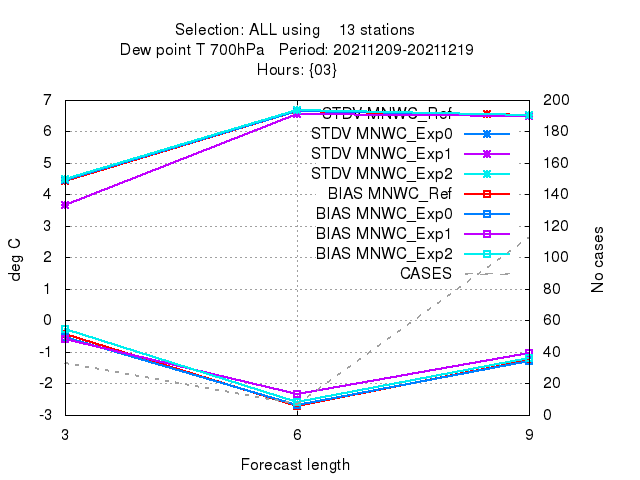 Selection: ALL using    13 stations
Dew point T 700hPa   Period: 20211209-20211219
Hours: {03}
7
6
5
4
3
2
1
0
-1
-2
-3
deg C
STDV MNWC_Ref
STDV MNWC_Exp0
STDV MNWC_Exp1
STDV MNWC_Exp2
BIAS MNWC_Ref
BIAS MNWC_Exp0
BIAS MNWC_Exp1
BIAS MNWC_Exp2
CASES
200
180
160
140
120
100
80
60
40
20
0
No cases
3 6 9
Forecast length